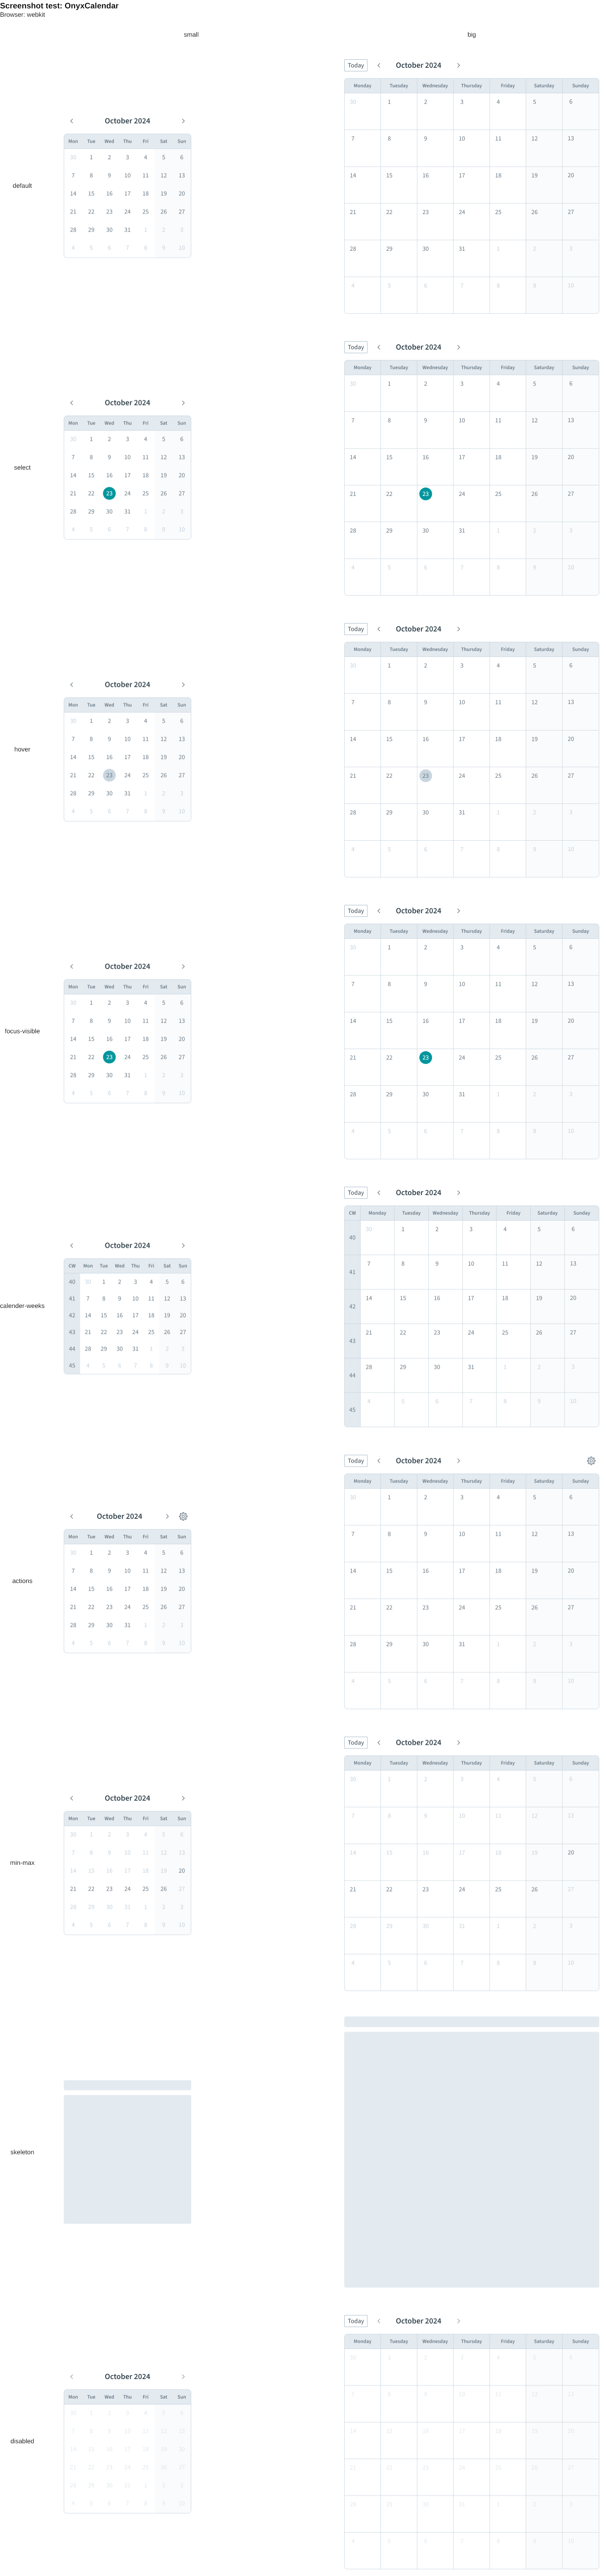 Screenshot test: OnyxCalendar
Browser: webkit
small
big
default
October 2024
Mon Tue Wed Thu Fri Sat Sun
30 1 2 3 4 5 6
7 8 9 10 11 12 13
14 15 16 17 18 19 20
21 22 23 24 25 26 27
28 29 30 31 1 2 3
4 5 6 7 8 9 10
Today October 2024
Monday Tuesday Wednesday Thursday Friday Saturday Sunday
30 1 2 3 4 5 6
7 8 9 10 11 12 13
14 15 16 17 18 19 20
21 22 23 24 25 26 27
28 29 30 31 1 2 3
4 5 6 7 8 9 10
select
October 2024
Mon Tue Wed Thu Fri Sat Sun
30 1 2 3 4 5 6
7 8 9 10 11 12 13
14 15 16 17 18 19 20
21 22 23 24 25 26 27
28 29 30 31 1 2 3
4 5 6 7 8 9 10
Today October 2024
Monday Tuesday Wednesday Thursday Friday Saturday Sunday
30 1 2 3 4 5 6
7 8 9 10 11 12 13
14 15 16 17 18 19 20
21 22 23 24 25 26 27
28 29 30 31 1 2 3
4 5 6 7 8 9 10
hover
October 2024
Mon Tue Wed Thu Fri Sat Sun
30 1 2 3 4 5 6
7 8 9 10 11 12 13
14 15 16 17 18 19 20
21 22 23 24 25 26 27
28 29 30 31 1 2 3
4 5 6 7 8 9 10
Today October 2024
Monday Tuesday Wednesday Thursday Friday Saturday Sunday
30 1 2 3 4 5 6
7 8 9 10 11 12 13
14 15 16 17 18 19 20
21 22 23 24 25 26 27
28 29 30 31 1 2 3
4 5 6 7 8 9 10
focus-visible
October 2024
Mon Tue Wed Thu Fri Sat Sun
30 1 2 3 4 5 6
7 8 9 10 11 12 13
14 15 16 17 18 19 20
21 22 23 24 25 26 27
28 29 30 31 1 2 3
4 5 6 7 8 9 10
Today October 2024
Monday Tuesday Wednesday Thursday Friday Saturday Sunday
30 1 2 3 4 5 6
7 8 9 10 11 12 13
14 15 16 17 18 19 20
21 22 23 24 25 26 27
28 29 30 31 1 2 3
4 5 6 7 8 9 10
calender-weeks
October 2024
CW Mon Tue Wed Thu Fri Sat Sun
40 30 1 2 3 4 5 6
41 7 8 9 10 11 12 13
42 14 15 16 17 18 19 20
43 21 22 23 24 25 26 27
44 28 29 30 31 1 2 3
45 4 5 6 7 8 9 10
Today October 2024
CW Monday Tuesday Wednesday Thursday Friday Saturday Sunday
40 30 1 2 3 4 5 6
41 7 8 9 10 11 12 13
42 14 15 16 17 18 19 20
43 21 22 23 24 25 26 27
44 28 29 30 31 1 2 3
45 4 5 6 7 8 9 10
actions
October 2024
Mon Tue Wed Thu Fri Sat Sun
30 1 2 3 4 5 6
7 8 9 10 11 12 13
14 15 16 17 18 19 20
21 22 23 24 25 26 27
28 29 30 31 1 2 3
4 5 6 7 8 9 10
Today October 2024
Monday Tuesday Wednesday Thursday Friday Saturday Sunday
30 1 2 3 4 5 6
7 8 9 10 11 12 13
14 15 16 17 18 19 20
21 22 23 24 25 26 27
28 29 30 31 1 2 3
4 5 6 7 8 9 10
min-max
October 2024
Mon Tue Wed Thu Fri Sat Sun
30 1 2 3 4 5 6
7 8 9 10 11 12 13
14 15 16 17 18 19 20
21 22 23 24 25 26 27
28 29 30 31 1 2 3
4 5 6 7 8 9 10
Today October 2024
Monday Tuesday Wednesday Thursday Friday Saturday Sunday
30 1 2 3 4 5 6
7 8 9 10 11 12 13
14 15 16 17 18 19 20
21 22 23 24 25 26 27
28 29 30 31 1 2 3
4 5 6 7 8 9 10
skeleton
disabled
October 2024
Mon Tue Wed Thu Fri Sat Sun
30 1 2 3 4 5 6
7 8 9 10 11 12 13
14 15 16 17 18 19 20
21 22 23 24 25 26 27
28 29 30 31 1 2 3
4 5 6 7 8 9 10
Today October 2024
Monday Tuesday Wednesday Thursday Friday Saturday Sunday
30 1 2 3 4 5 6
7 8 9 10 11 12 13
14 15 16 17 18 19 20
21 22 23 24 25 26 27
28 29 30 31 1 2 3
4 5 6 7 8 9 10